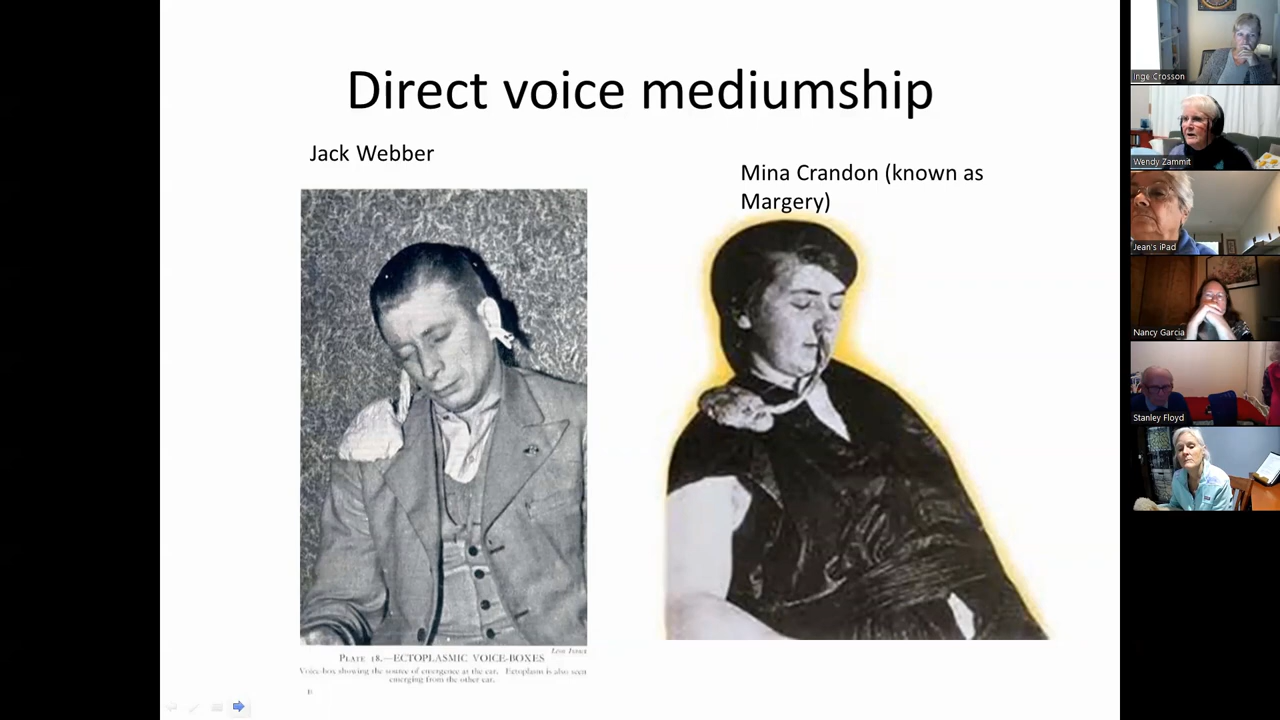 Direct voice mediumship
Jack Webber
Mina Crandon (known as
Margery)
Leon Isaacs
PLATE 18.—ECTOPLASMIC VOICE-BOXES
Voice-box showing the source of emergence at the ear. Ectoplasm is also seen
emerging from the other ear.
Inge Crosson
Wendy Zammit
Jean's iPad
Nancy Garcia
Stanley Floyd